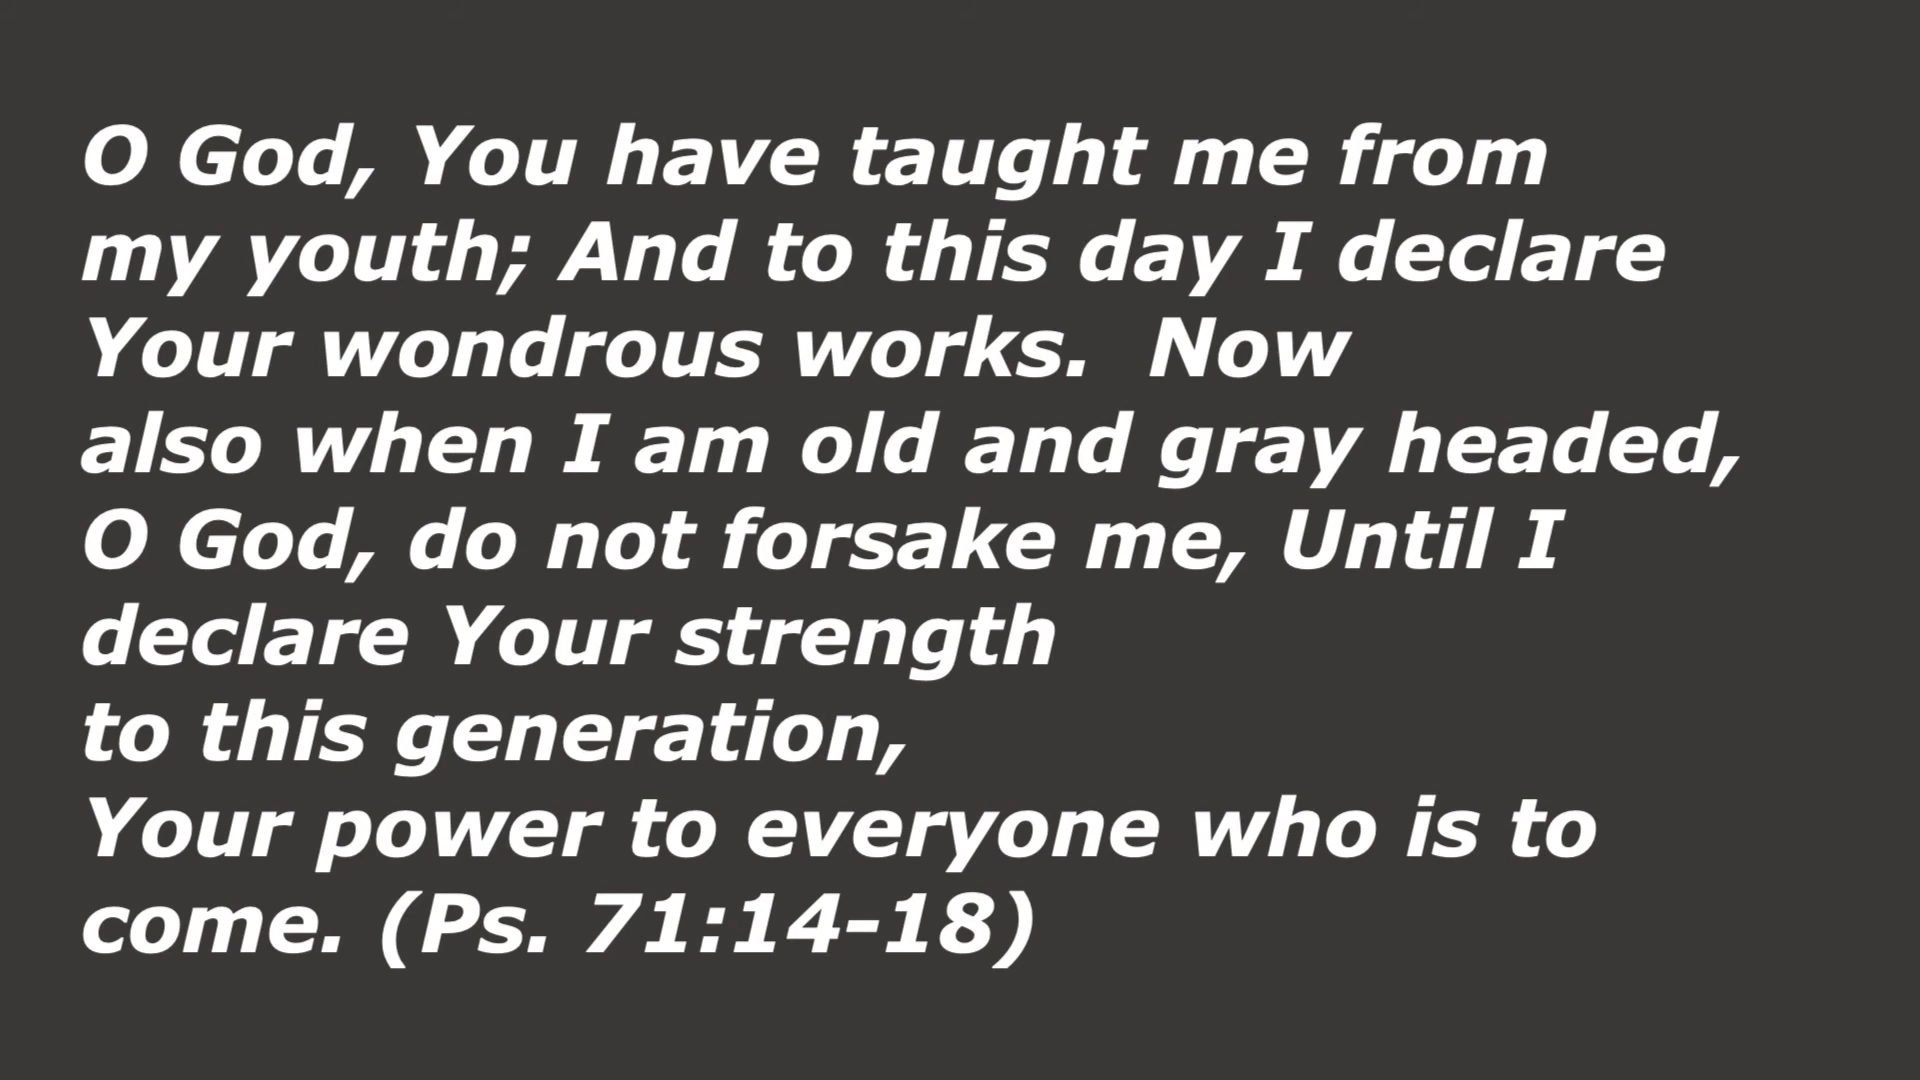 O God, You have taught me from
my youth; And to this day I declare
Your wondrous works.  Now
also when I am old and gray headed,
O God, do not forsake me, Until I
declare Your strength
to this generation,
Your power to everyone who is to
come. (Ps. 71:14-18)